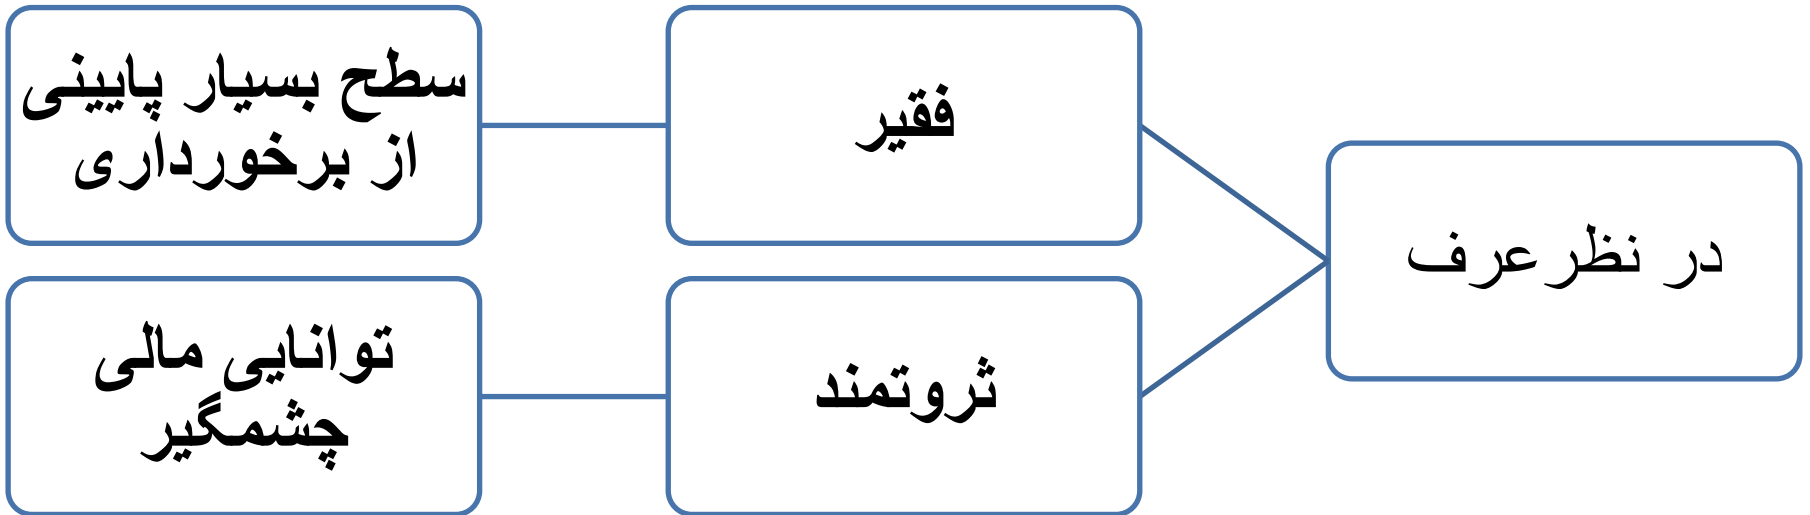 در نظرعرف
فقیر
سطح بسیار پایینی
از برخورداری
ثروتمند
توانایی مالی
چشمگیر